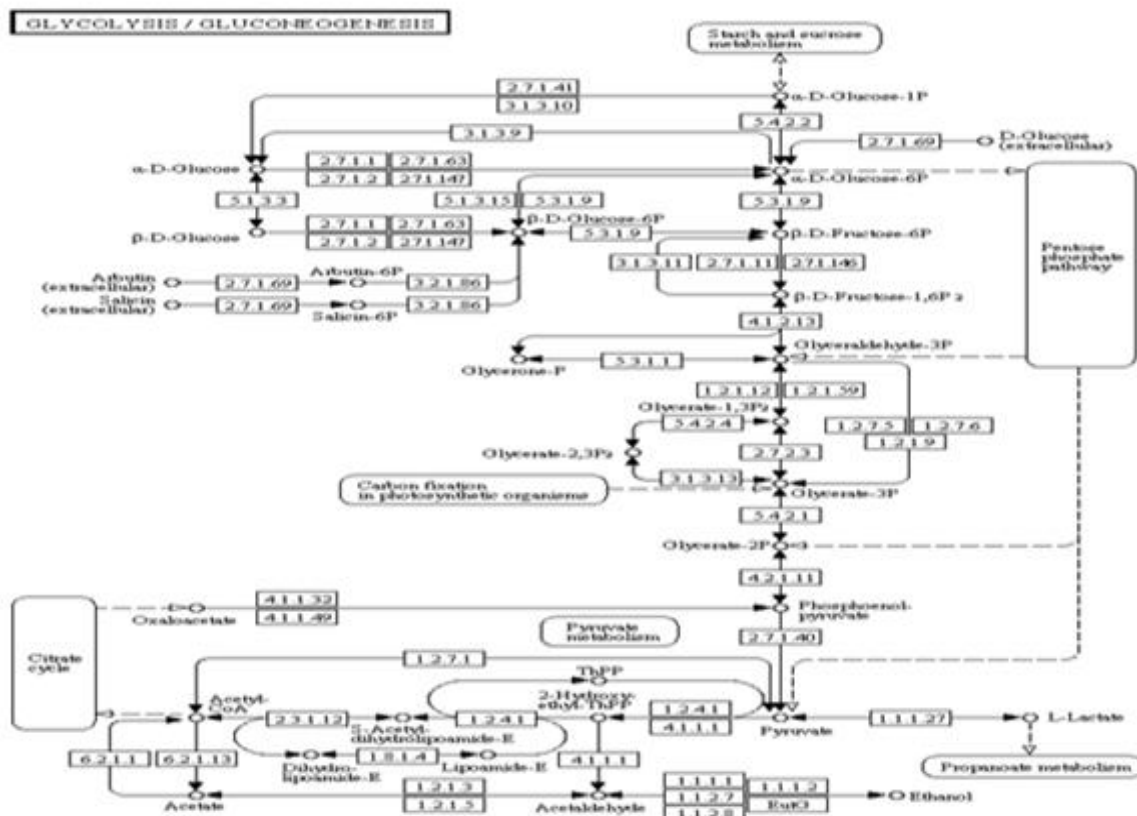 GLYCOLYSIS / GLUCONEOGENESIS
Starch and sucrose
metabolism
2.7.1.41
3.1.3.10
α-D-Glucose-1P
5.4.2.2
3.1.3.9
2.7.1.69
D-Glucose
(extracellular)
α-D-Glucose
2.7.1.1
2.7.1.63
2.7.1.2
2.7.1.147
α-D-Glucose-6P
5.1.3.3
5.1.3.15
5.3.1.9
5.3.1.9
β-D-Glucose
2.7.1.1
2.7.1.63
2.7.1.2
2.7.1.147
β-D-Glucose-6P
5.3.1.9
β-D-Fructose-6P
Pentose
phosphate
pathway
Arbutin
(extracellular)
2.7.1.69
Arbutin-6P
3.2.1.86
3.1.3.11
2.7.1.11
2.7.1.146
Salicin
(extracellular)
2.7.1.69
Salicin-6P
3.2.1.86
β-D-Fructose-1,6P2
4.1.2.13
Glyceraldehyde-3P
Glycerone-P
5.3.1.1
1.2.1.12
1.2.1.59
Glycerate-1,3P2
5.4.2.4
1.2.7.5
1.2.7.6
1.2.1.9
Glycerate-2,3P2
2.7.2.3
3.1.3.13
Carbon fixation
in photosynthetic organisms
Glycerate-3P
5.4.2.1
Glycerate-2P
4.2.1.11
Oxaloacetate
4.1.1.32
4.1.1.49
Phosphoenol-
pyruvate
Pyruvate
metabolism
2.7.1.40
Citrate
cycle
1.2.7.1
ThPP
Acetyl-
CoA
2-Hydroxy-
ethyl-ThPP
2.3.1.12
S-Acetyl-
dihydrolipoamide-E
1.2.4.1
1.2.4.1
4.1.1.1
Pyruvate
1.1.1.27
L-Lactate
6.2.1.1
6.2.1.13
Dihydro-
lipoamide-E
1.8.1.4
Lipoamide-E
4.1.1.1
Propanoate metabolism
Acetate
1.2.1.3
1.2.1.5
Acetaldehyde
1.1.1.1
1.1.1.2
1.1.2.7
EutG
1.1.2.8
Ethanol